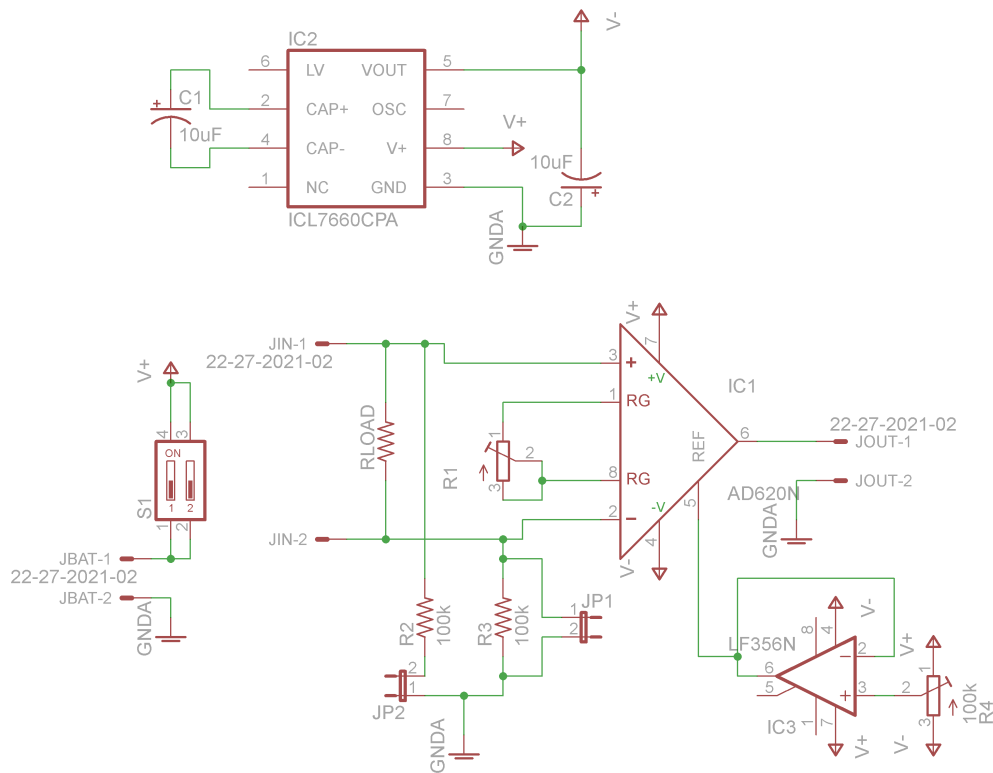 V-
IC2
6 LV VOUT 5
C1
+
2 CAP+ OSC 7
V+
10uF
4 CAP- V+ 8
10uF
1 NC GND 3
C2
+
ICL7660CPA
GNDA
V+
JIN-1
22-27-2021-02
7
3 +
+V
IC1
V+
1 RG
RLOAD
1
22-27-2021-02
4 3
REF
6
JOUT-1
ON
2
R1
8 RG
JOUT-2
3
1 2
S1
AD620N
5
-V
2 -
1 2
GNDA
JIN-2
4
JBAT-1
V-
22-27-2021-02
JBAT-2
GNDA
JP1
1
2
R2
100k
R3
100k
V-
8 4
LF356N
V+
2
6
5
3
2
1
100k
R4
2
1
JP2
IC3
1 7
V+
V-
3
GNDA